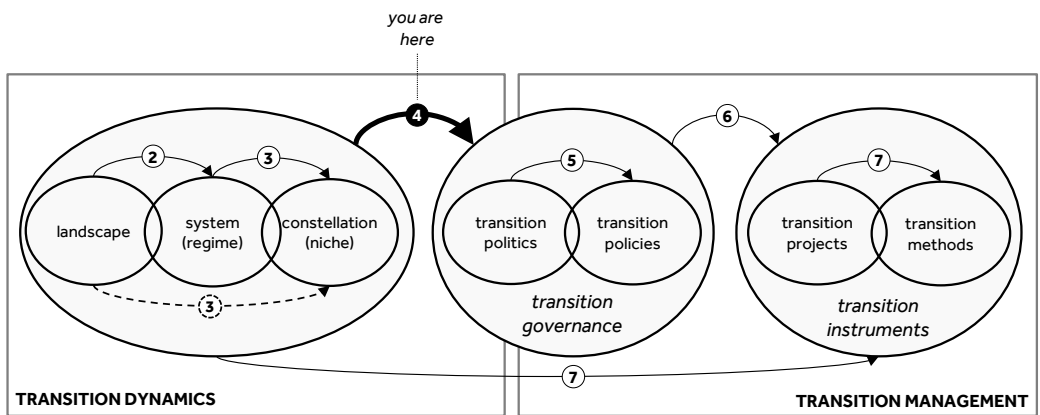 you are
here
4
6
2
3
5
7
landscape
system
(regime)
constellation
(niche)
transition
politics
transition
policies
transition
projects
transition
methods
3
transition
governance
transition
instruments
7
TRANSITION DYNAMICS
TRANSITION MANAGEMENT